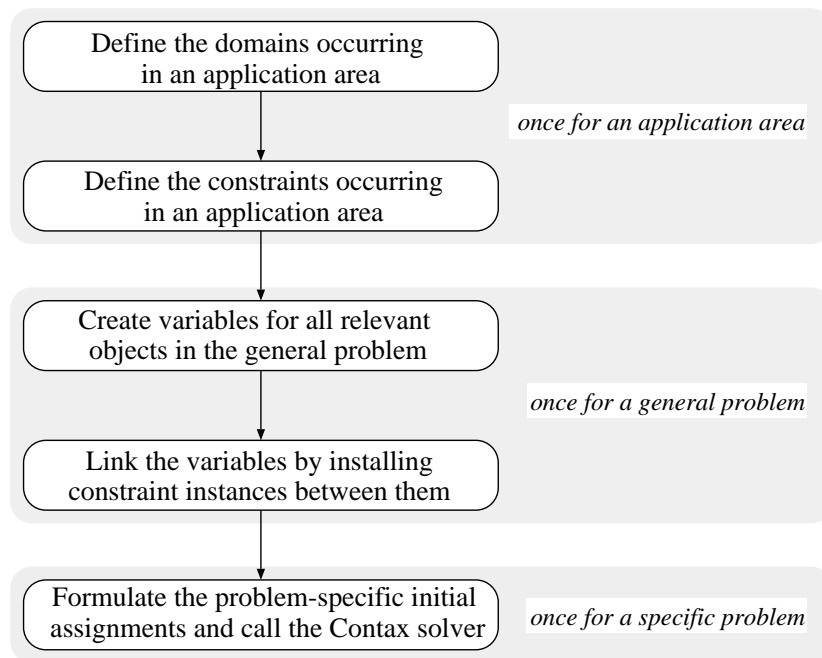 Define the domains occurring
in an application area
once for an application area
Define the constraints occurring
in an application area
Create variables for all relevant
objects in the general problem
once for a general problem
Link the variables by installing
constraint instances between them
Formulate the problem-specific initial
assignments and call the Contax solver
once for a specific problem